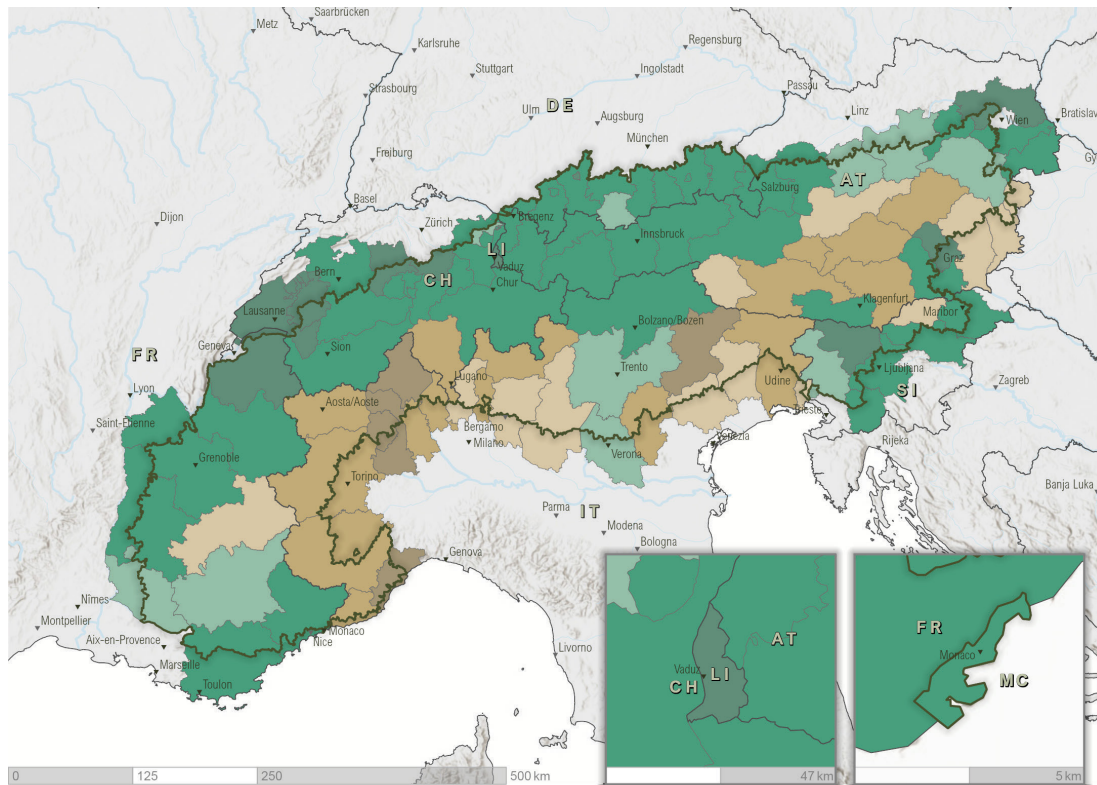 Saarbrücken
Metz
Karlsruhe
Regensburg
Stuttgart
Ingolstadt
Strasbourg
Passau
Ulm
DE
Linz
Augsburg
Wien
Bratislava
München
Freiburg
Gy
AT
Salzburg
Basel
Zürich
Bregenz
Dijon
Innsbruck
LI
Bern
Vaduz
Graz
CH
Chur
Lausanne
Klagenfurt
Maribor
Bolzano/Bozen
Genova
Sion
FR
Ljubljana
Trento
Lugano
Udine
Zagreb
Lyon
SI
Aosta/Aoste
Trieste
Saint-Étienne
Bergamo
Milano
Venezia
Rijeka
Verona
Grenoble
Torino
Banja Luka
IT
Parma
Modena
Bologna
Genova
Nîmes
Montpellier
Monaco
Nice
Aix-en-Provence
Livorno
Marseille
Toulon
AT
Vaduz
LI
CH
FR
Monaco
MC
0
125
250
500 km
47 km
5 km